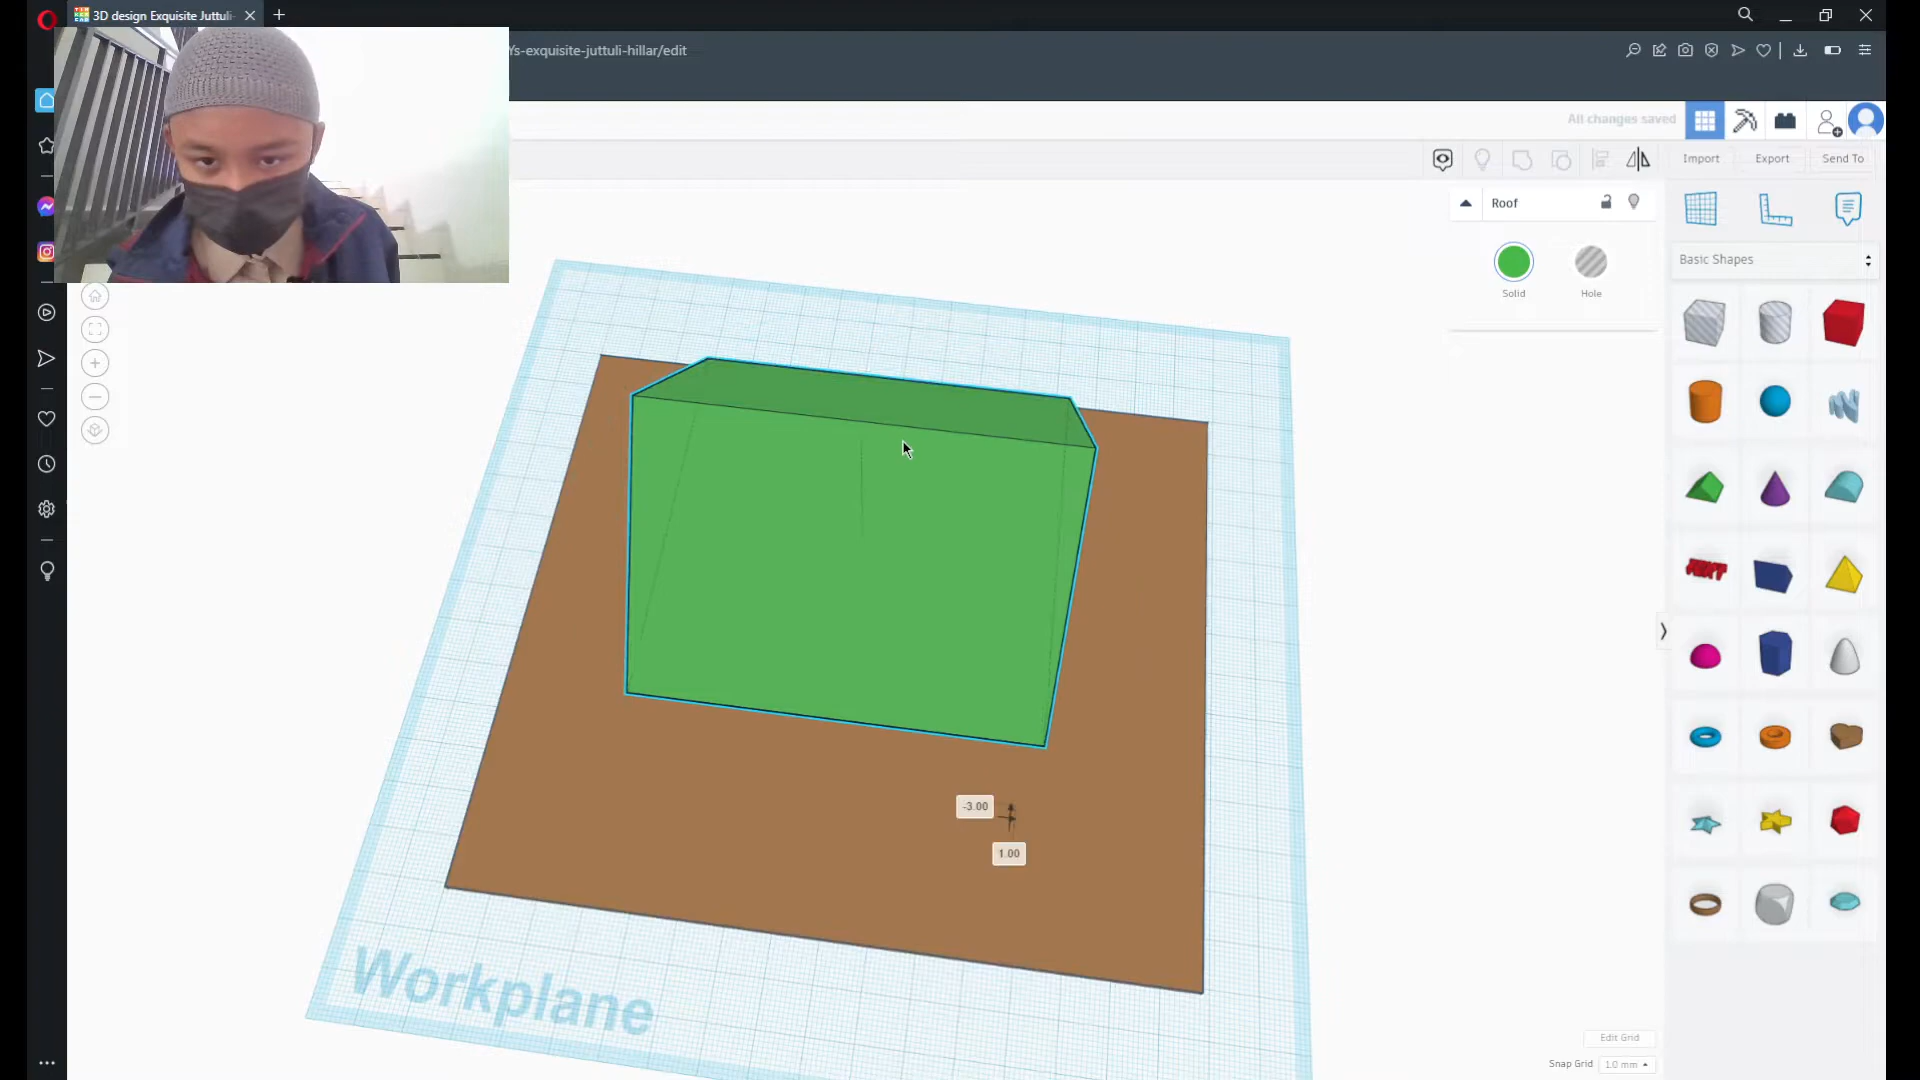 3D design Exquisite Juttuli-
Ys-exquisite-juttuli-hillar/edit
All changes saved
Import
Export
Send To
Roof
Solid
Hole
Basic Shapes
TEXT
-3.00
1.00
Workplane
Edit Grid
Snap Grid
1.0 mm